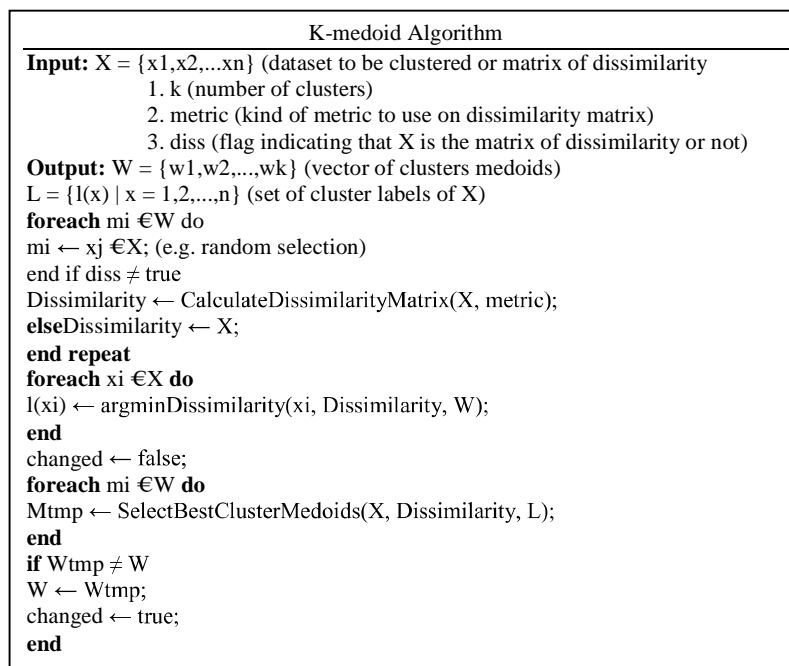 K-medoid Algorithm
Input: X = {x1,x2,...xn} (dataset to be clustered or matrix of dissimilarity
1. k (number of clusters)
2. metric (kind of metric to use on dissimilarity matrix)
3. diss (flag indicating that X is the matrix of dissimilarity or not)
Output: W = {w1,w2,...,wk} (vector of clusters medoids)
L = {l(x) | x = 1,2,...,n} (set of cluster labels of X)
foreach mi €W do
mi ← xj €X; (e.g. random selection)
end if diss ≠ true
Dissimilarity ← CalculateDissimilarityMatrix(X, metric);
elseDissimilarity ← X;
end repeat
foreach xi €X do
l(xi) ← argminDissimilarity(xi, Dissimilarity, W);
end
changed ← false;
foreach mi €W do
Mtmp ← SelectBestClusterMedoids(X, Dissimilarity, L);
end
if Wtmp ≠ W
W ← Wtmp;
changed ← true;
end